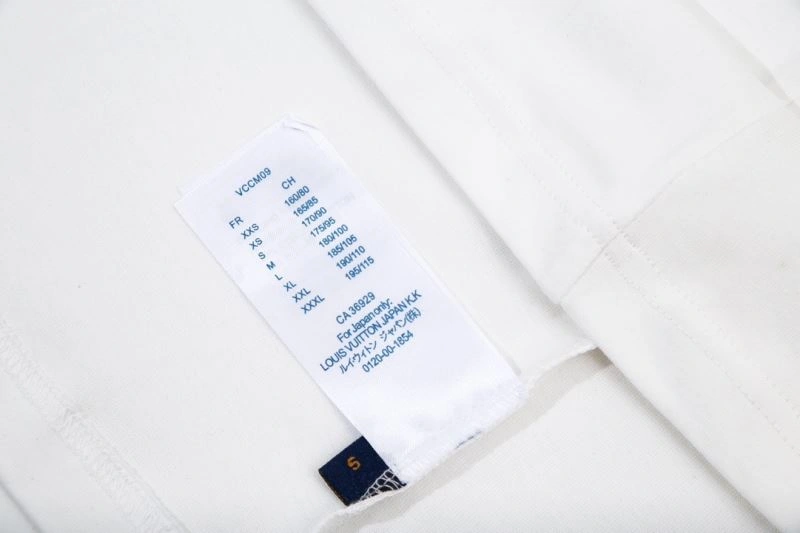 VCCM09
FR CH
XXS 160/80
XS 165/85
S 170/90
M 175/95
L 180/100
XL 185/105
XXL 190/110
XXXL 195/115
CA 36929
For Japan only:
LOUIS VUITTON JAPAN K.K
ルイ・ヴィトン ジャパン(株)
0120-00-1854
S